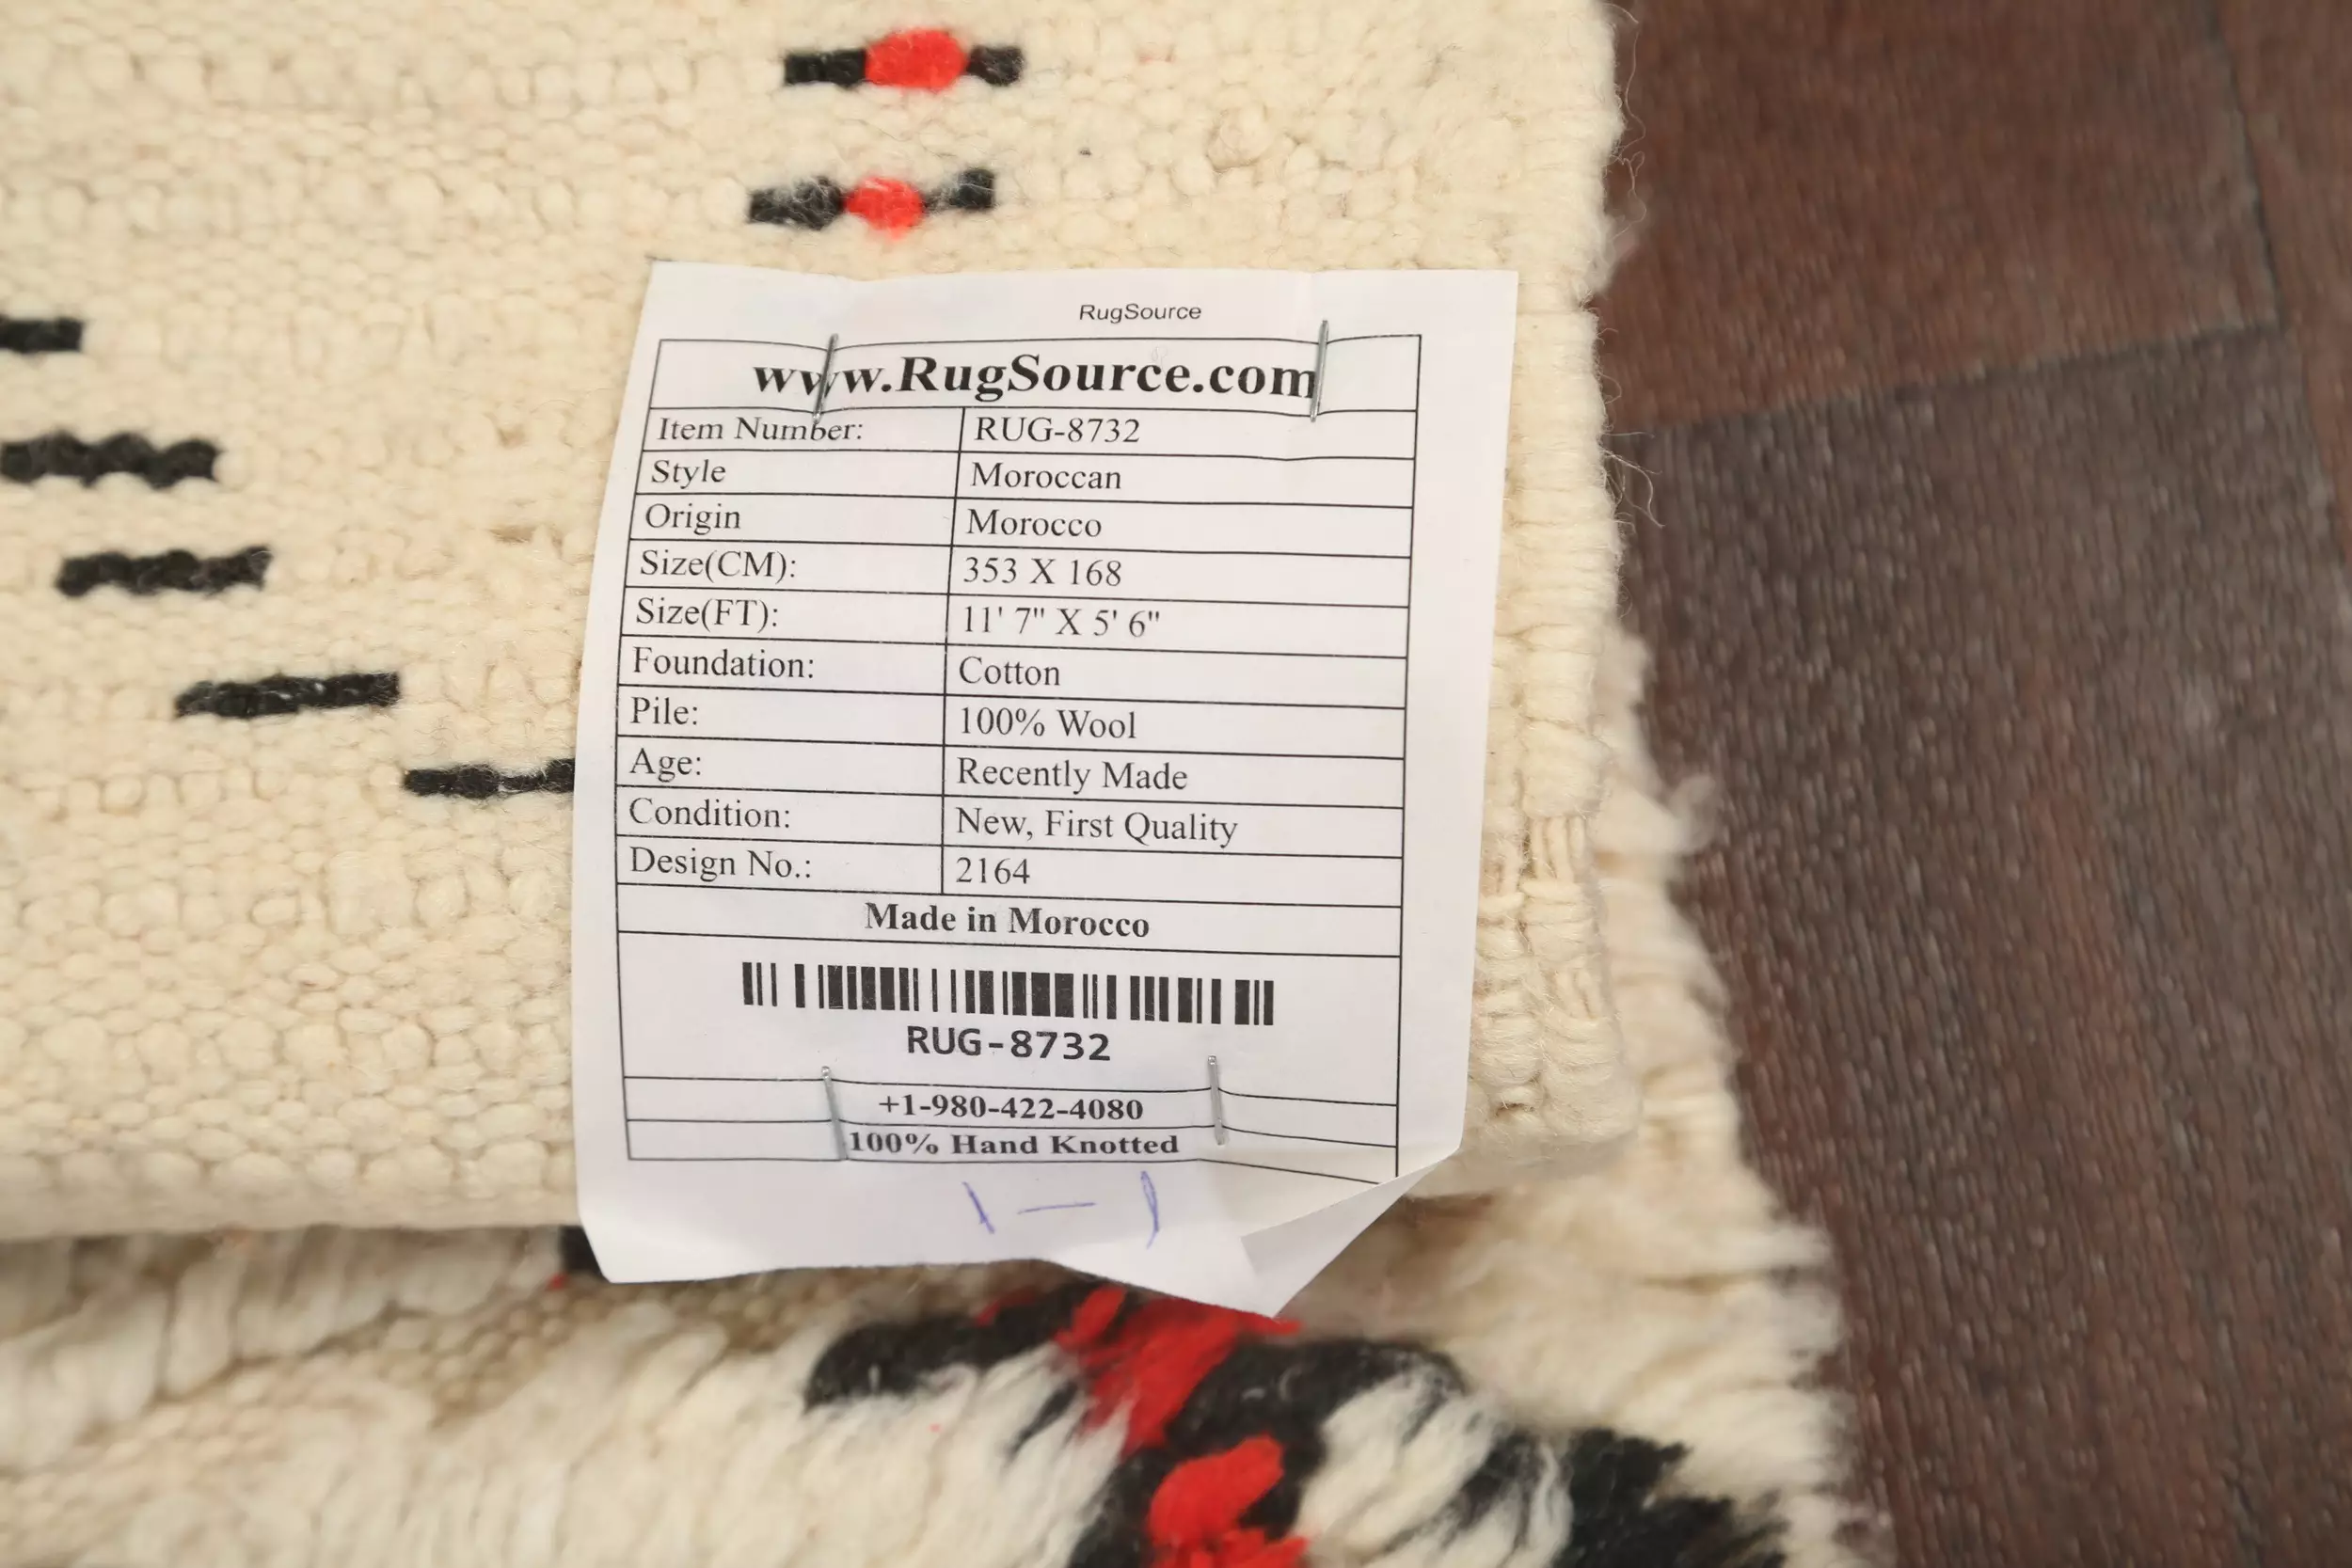 RugSource
www.RugSource.com
Item Number: RUG-8732
Style Moroccan
Origin Morocco
Size(CM): 353 X 168
Size(FT): 11' 7" X 5' 6"
Foundation: Cotton
Pile: 100% Wool
Age: Recently Made
Condition: New, First Quality
Design No.: 2164
Made in Morocco
RUG-8732
+1-980-422-4080
100% Hand Knotted
1-1